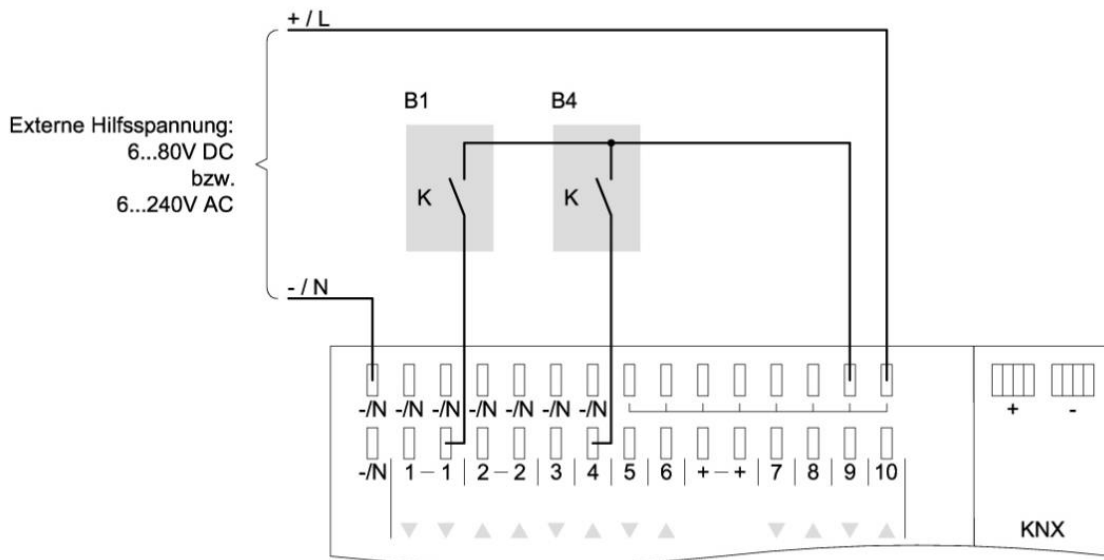 + / L
B1 B4
Externe Hilfsspannung:
6...80V DC
bzw.
6...240V AC
K K
- / N
-/N -/N -/N -/N -/N -/N -/N + -
-/N 1 - 1 2 - 2 3 4 5 6 + - + 7 8 9 10
KNX